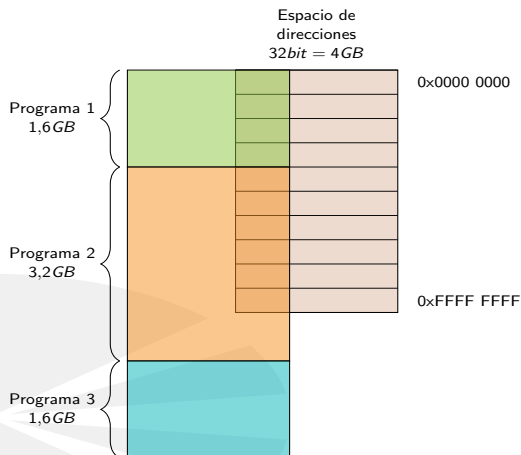 Espacio de
direcciones
32bit = 4GB
0x0000 0000
Programa 1
1,6GB
Programa 2
3,2GB
0xFFFF FFFF
Programa 3
1,6GB